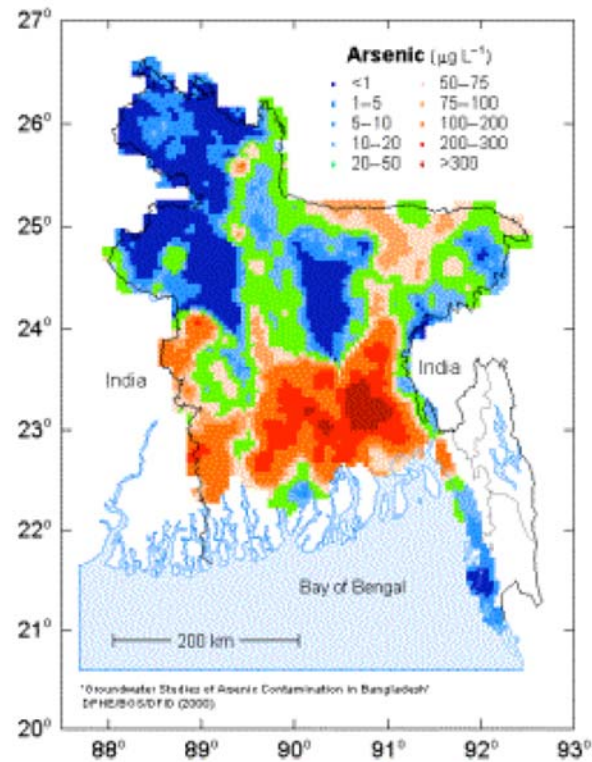 27°
Arsenic (µg L⁻¹)
<1 50–75
1–5 75–100
5–10 100–200
10–20 200–300
20–50 >300
26°
25°
24°
India India
23°
22°
Bay of Bengal
21°
200 km
"Groundwater Studies of Arsenic Contamination in Bangladesh"
DPHE/BGS/DFID (2000)
20°
88° 89° 90° 91° 92° 93°